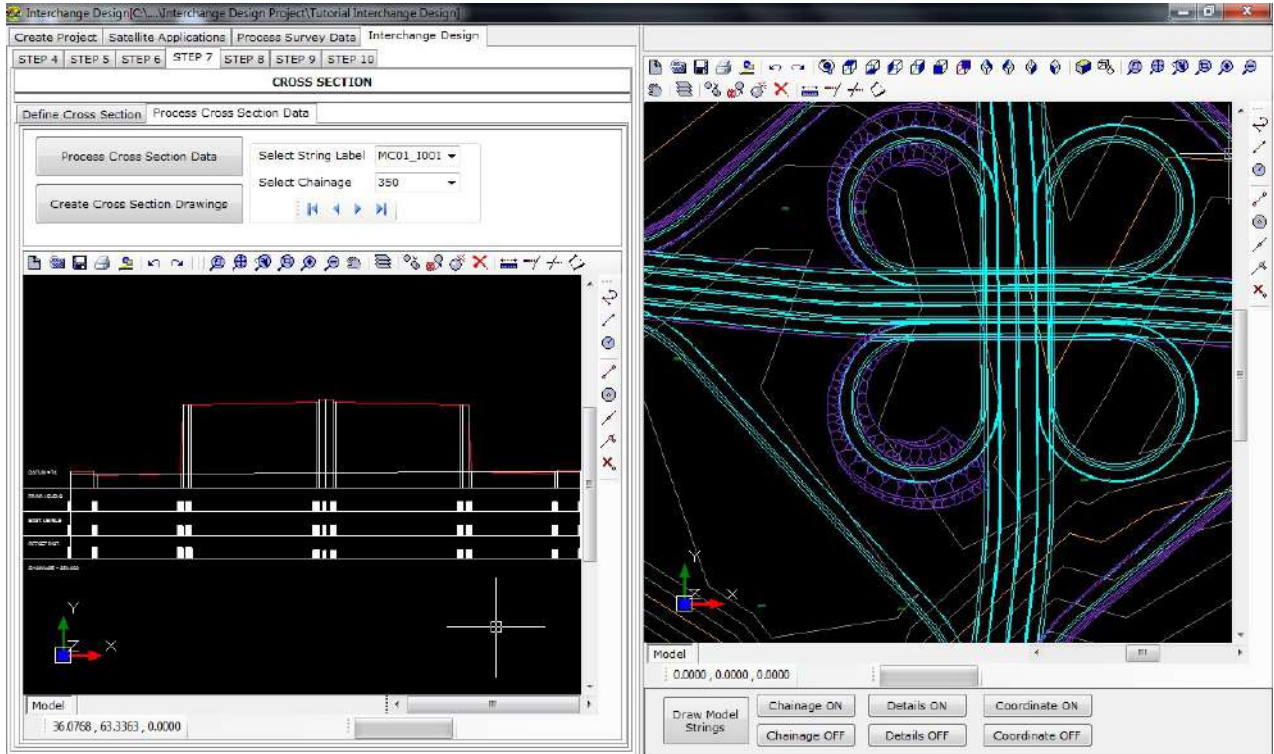 Interchange Design[C:\....\Interchange Design Project\Tutorial Interchange Design]
Create Project Satellite Applications Process Survey Data Interchange Design
STEP 4 STEP 5 STEP 6 STEP 7 STEP 8 STEP 9 STEP 10
CROSS SECTION
Define Cross Section Process Cross Section Data
Process Cross Section Data
Select String Label MC01_I001
Select Chainage 350
Create Cross Section Drawings
Y
Z X
Model
36.0768 , 63.3363 , 0.0000
Y
Z X
Model
0.0000 , 0.0000 , 0.0000
Draw Model Strings
Chainage ON Details ON Coordinate ON
Chainage OFF Details OFF Coordinate OFF